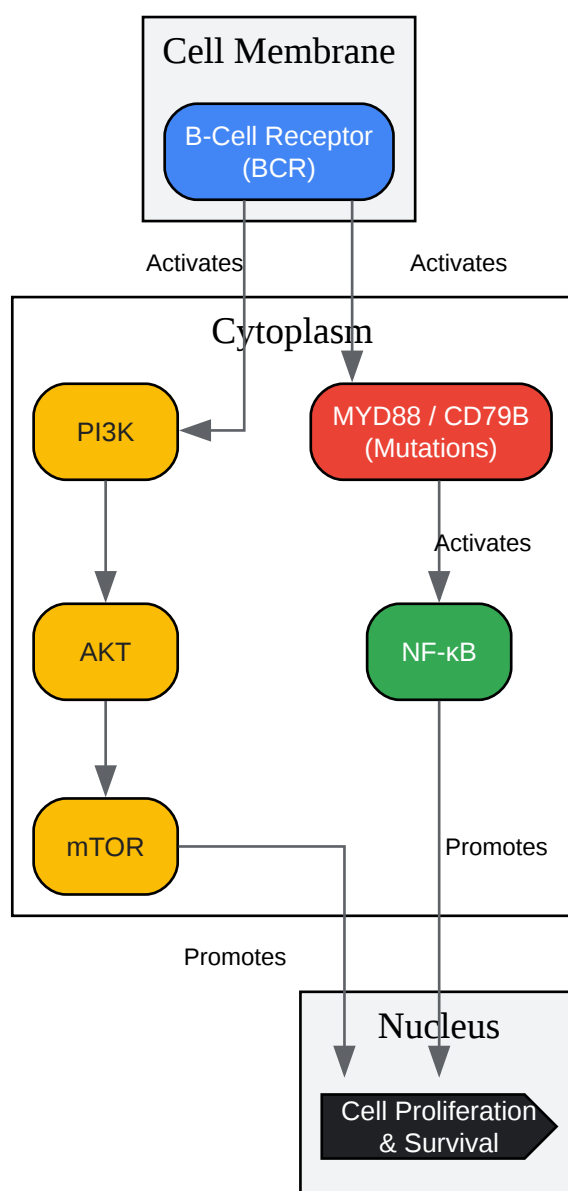 Cell Membrane
B-Cell Receptor
(BCR)
Activates
Activates
Cytoplasm
PI3K
MYD88 / CD79B
(Mutations)
Activates
AKT
NF-κB
mTOR
Promotes
Promotes
Nucleus
Cell Proliferation
& Survival